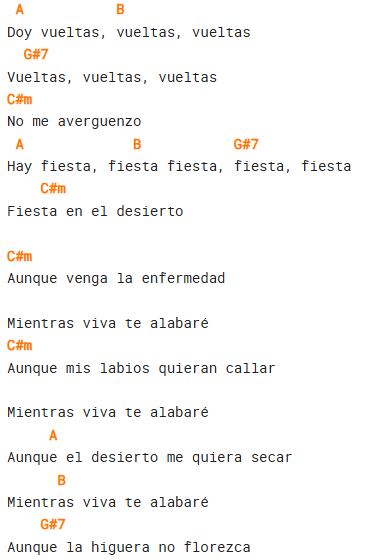 A B
Doy vueltas, vueltas, vueltas
G#7
Vueltas, vueltas, vueltas
C#m
No me averguenzo
A B G#7
Hay fiesta, fiesta fiesta, fiesta, fiesta
C#m
Fiesta en el desierto
C#m
Aunque venga la enfermedad
Mientras viva te alabaré
C#m
Aunque mis labios quieran callar
Mientras viva te alabaré
A
Aunque el desierto me quiera secar
B
Mientras viva te alabaré
G#7
Aunque la higuera no florezca